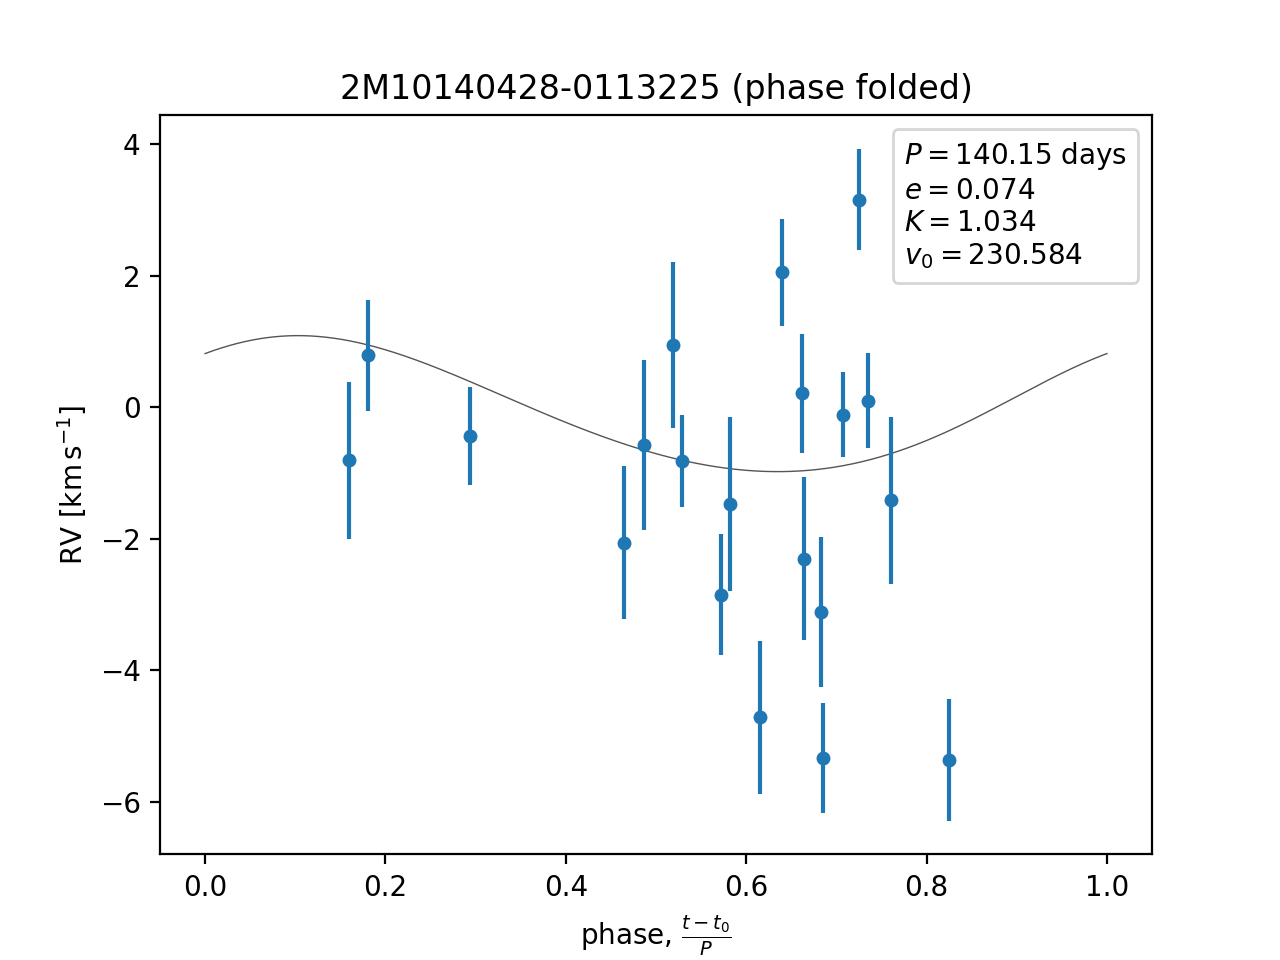 2M10140428-0113225 (phase folded)
P = 140.15 days
e = 0.074
K = 1.034
v₀ = 230.584
4
2
0
−2
−4
−6
RV [km s⁻¹]
0.0 0.2 0.4 0.6 0.8 1.0
phase, (t − t₀)/P